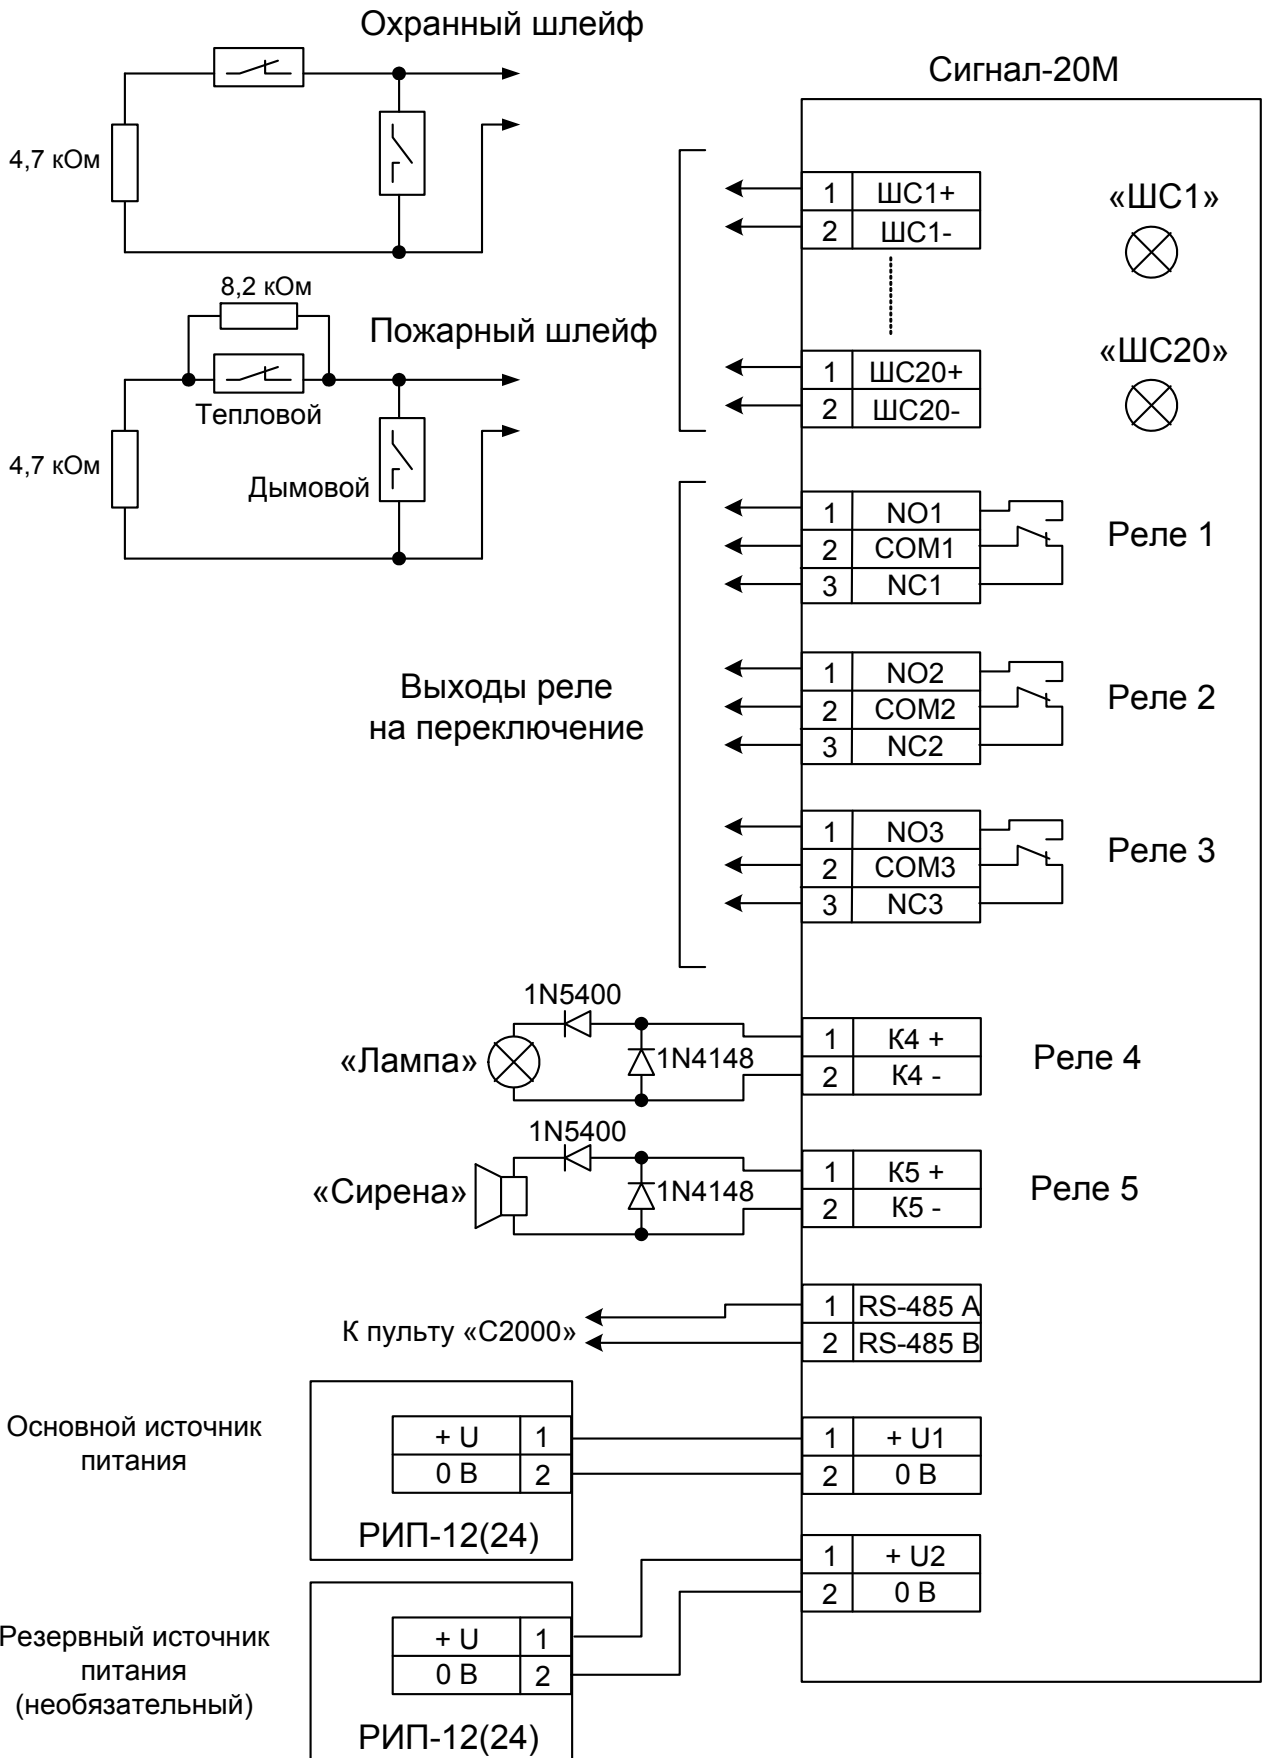 Охранный шлейф
4,7 кОм
8,2 кОм
Пожарный шлейф
Тепловой
4,7 кОм
Дымовой
Сигнал-20М
1 ШС1+
2 ШС1-
«ШС1»
1 ШС20+
2 ШС20-
«ШС20»
1 NO1
2 COM1
3 NC1
Реле 1
Выходы реле
на переключение
1 NO2
2 COM2
3 NC2
Реле 2
1 NO3
2 COM3
3 NC3
Реле 3
1N5400
«Лампа»
1N4148
1 К4 +
2 К4 -
Реле 4
1N5400
«Сирена»
1N4148
1 К5 +
2 К5 -
Реле 5
К пульту «С2000»
1 RS-485 A
2 RS-485 B
Основной источник
питания
+ U 1
0 В 2
РИП-12(24)
1 + U1
2 0 В
1 + U2
2 0 В
Резервный источник
питания
(необязательный)
+ U 1
0 В 2
РИП-12(24)